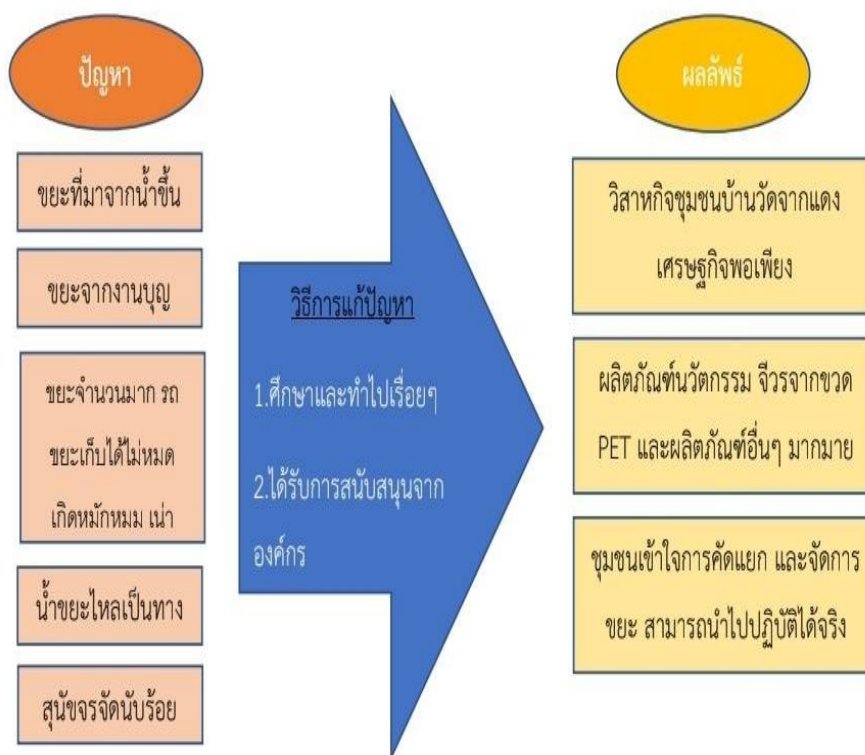 ปัญหา
ขยะที่มาจากน้ำขึ้น
ขยะจากงานบุญ
ขยะจำนวนมาก รถ
ขยะเก็บได้ไม่หมด
เกิดหมักหมม เน่า
น้ำขยะไหลเป็นทาง
สุนัขจรจัดนับร้อย
วิธีการแก้ปัญหา
1.ศึกษาและทำไปเรื่อยๆ
2.ได้รับการสนับสนุนจาก
องค์กร
ผลลัพธ์
วิสาหกิจชุมชนบ้านวัดจากแดง
เศรษฐกิจพอเพียง
ผลิตภัณฑ์นวัตกรรม จีวรจากขวด
PET และผลิตภัณฑ์อื่นๆ มากมาย
ชุมชนเข้าใจการคัดแยก และจัดการ
ขยะ สามารถนำไปปฏิบัติได้จริง